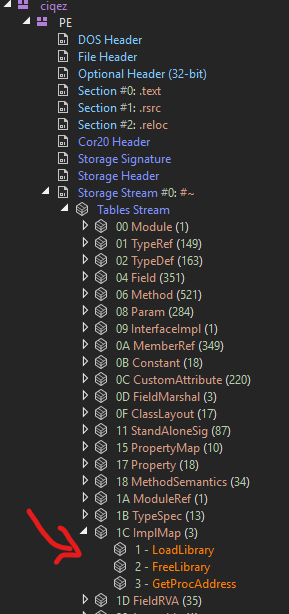 ciqez
PE
DOS Header
File Header
Optional Header (32-bit)
Section #0: .text
Section #1: .rsrc
Section #2: .reloc
Cor20 Header
Storage Signature
Storage Header
Storage Stream #0: #~
Tables Stream
00 Module (1)
01 TypeRef (149)
02 TypeDef (163)
04 Field (351)
06 Method (521)
08 Param (284)
09 InterfaceImpl (1)
0A MemberRef (349)
0B Constant (18)
0C CustomAttribute (220)
0D FieldMarshal (3)
0F ClassLayout (17)
11 StandAloneSig (87)
15 PropertyMap (10)
17 Property (18)
18 MethodSemantics (34)
1A ModuleRef (1)
1B TypeSpec (13)
1C ImplMap (3)
1 - LoadLibrary
2 - FreeLibrary
3 - GetProcAddress
1D FieldRVA (35)